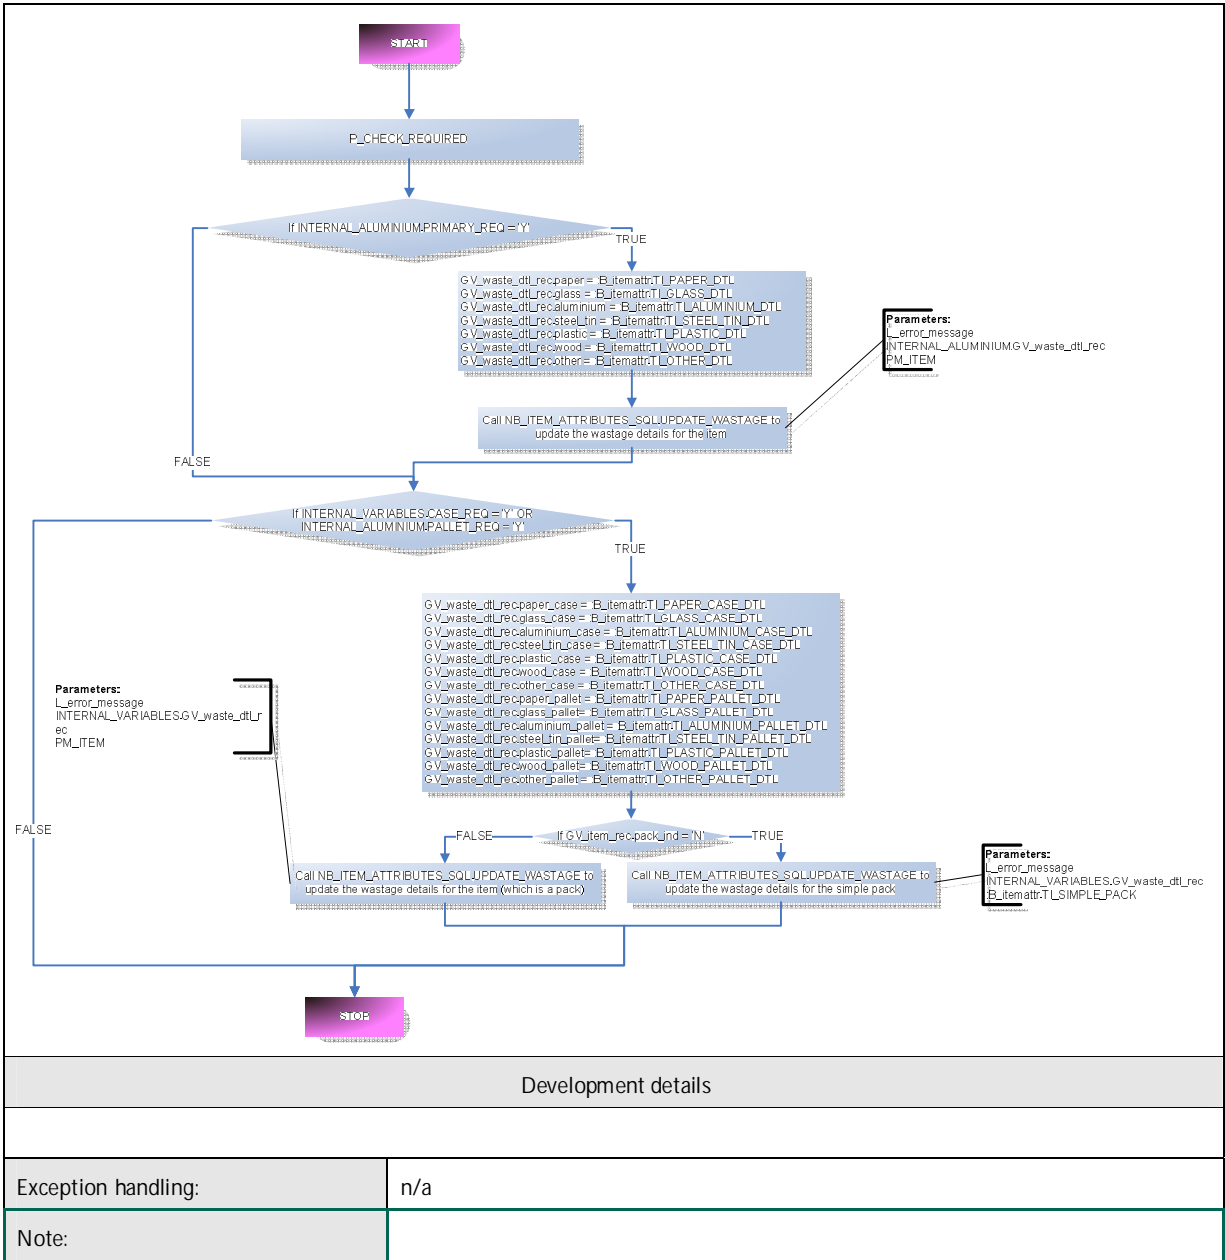 START
P_CHECK_REQUIRED
If INTERNAL_ALUMINIUM.PRIMARY_REQ = 'Y'
TRUE
GV_waste_dtl_rec.paper = :B_itemattr.TI_PAPER_DTL
GV_waste_dtl_rec.glass = :B_itemattr.TI_GLASS_DTL
GV_waste_dtl_rec.aluminium = :B_itemattr.TI_ALUMINIUM_DTL
GV_waste_dtl_rec.steel_tin = :B_itemattr.TI_STEEL_TIN_DTL
GV_waste_dtl_rec.plastic = :B_itemattr.TI_PLASTIC_DTL
GV_waste_dtl_rec.wood = :B_itemattr.TI_WOOD_DTL
GV_waste_dtl_rec.other = :B_itemattr.TI_OTHER_DTL
Parameters:
L_error_message
INTERNAL_ALUMINIUM.GV_waste_dtl_rec
PM_ITEM
Call NB_ITEM_ATTRIBUTES_SQL.UPDATE_WASTAGE to
update the wastage details for the item
FALSE
If INTERNAL_VARIABLES.CASE_REQ = 'Y' OR
INTERNAL_ALUMINIUM.PALLET_REQ = 'Y'
TRUE
GV_waste_dtl_rec.paper_case = :B_itemattr.TI_PAPER_CASE_DTL
GV_waste_dtl_rec.glass_case = :B_itemattr.TI_GLASS_CASE_DTL
GV_waste_dtl_rec.aluminium_case = :B_itemattr.TI_ALUMINIUM_CASE_DTL
GV_waste_dtl_rec.steel_tin_case = :B_itemattr.TI_STEEL_TIN_CASE_DTL
GV_waste_dtl_rec.plastic_case = :B_itemattr.TI_PLASTIC_CASE_DTL
GV_waste_dtl_rec.wood_case = :B_itemattr.TI_WOOD_CASE_DTL
GV_waste_dtl_rec.other_case = :B_itemattr.TI_OTHER_CASE_DTL
GV_waste_dtl_rec.paper_pallet = :B_itemattr.TI_PAPER_PALLET_DTL
GV_waste_dtl_rec.glass_pallet= :B_itemattr.TI_GLASS_PALLET_DTL
GV_waste_dtl_rec.aluminium_pallet= :B_itemattr.TI_ALUMINIUM_PALLET_DTL
GV_waste_dtl_rec.steel_tin_pallet= :B_itemattr.TI_STEEL_TIN_PALLET_DTL
GV_waste_dtl_rec.plastic_pallet= :B_itemattr.TI_PLASTIC_PALLET_DTL
GV_waste_dtl_rec.wood_pallet= :B_itemattr.TI_WOOD_PALLET_DTL
GV_waste_dtl_rec.other_pallet= :B_itemattr.TI_OTHER_PALLET_DTL
Parameters:
L_error_message
INTERNAL_VARIABLES.GV_waste_dtl_r
ec
PM_ITEM
FALSE
FALSE
If GV_item_rec.pack_ind = 'N'
TRUE
Call NB_ITEM_ATTRIBUTES_SQL.UPDATE_WASTAGE to
update the wastage details for the item (which is a pack)
Call NB_ITEM_ATTRIBUTES_SQL.UPDATE_WASTAGE to
update the wastage details for the simple pack
Parameters:
L_error_message
INTERNAL_VARIABLES.GV_waste_dtl_rec
:B_itemattr.TI_SIMPLE_PACK
STOP
Development details
Exception handling:
n/a
Note: